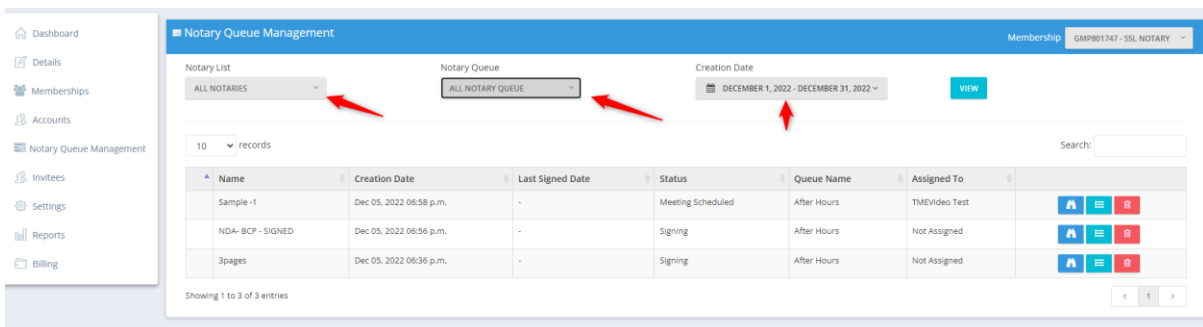 Dashboard
Details
Memberships
Accounts
Notary Queue Management
Invitees
Settings
Reports
Billing
Notary Queue Management
Membership GMP801747 - SSL NOTARY
Notary List Notary Queue Creation Date
ALL NOTARIES ALL NOTARY QUEUE DECEMBER 1, 2022 - DECEMBER 31, 2022 VIEW
10 records Search:
Name Creation Date Last Signed Date Status Queue Name Assigned To
Sample -1 Dec 05, 2022 06:58 p.m. - Meeting Scheduled After Hours TMEVideo Test
NDA- BCP - SIGNED Dec 05, 2022 06:56 p.m. - Signing After Hours Not Assigned
3pages Dec 05, 2022 06:36 p.m. - Signing After Hours Not Assigned
Showing 1 to 3 of 3 entries
1